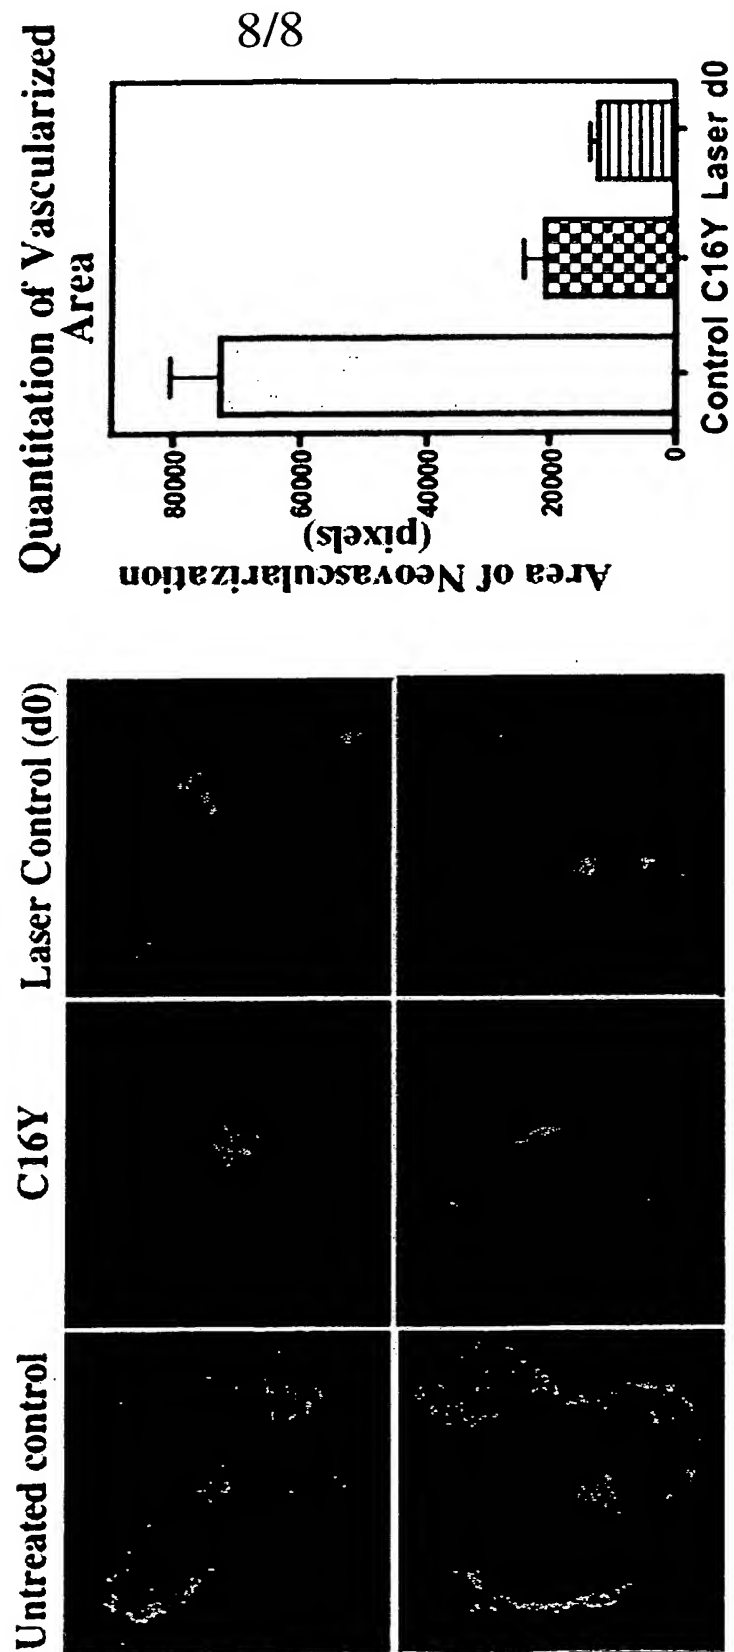 8/8
Untreated control
C16Y
Laser Control (d0)
Quantitation of Vascularized
Area
Area of Neovascularization
(pixels)
80000
60000
40000
20000
0
Control C16Y Laser d0